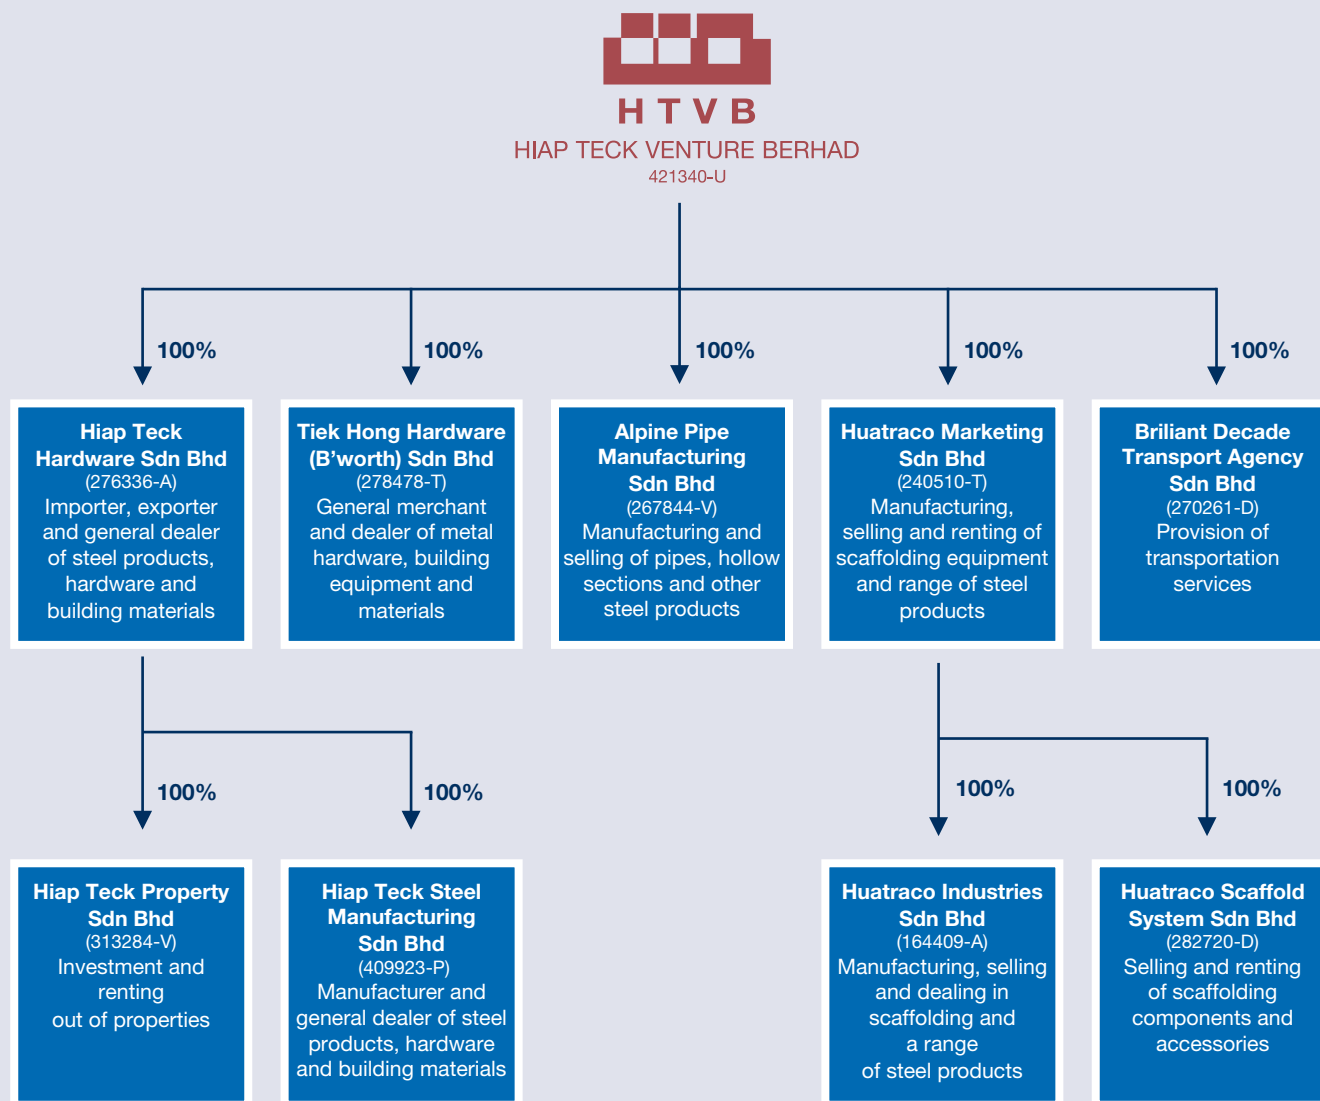 HTVB
HIAP TECK VENTURE BERHAD
421340-U
100%
100%
100%
100%
100%
Hiap Teck
Hardware Sdn Bhd
(276336-A)
Importer, exporter
and general dealer
of steel products,
hardware and
building materials
Tiek Hong Hardware
(B'worth) Sdn Bhd
(278478-T)
General merchant
and dealer of metal
hardware, building
equipment and
materials
Alpine Pipe
Manufacturing
Sdn Bhd
(267844-V)
Manufacturing and
selling of pipes, hollow
sections and other
steel products
Huatraco Marketing
Sdn Bhd
(240510-T)
Manufacturing,
selling and renting of
scaffolding equipment
and range of steel
products
Briliant Decade
Transport Agency
Sdn Bhd
(270261-D)
Provision of
transportation
services
100%
100%
100%
100%
Hiap Teck Property
Sdn Bhd
(313284-V)
Investment and
renting
out of properties
Hiap Teck Steel
Manufacturing
Sdn Bhd
(409923-P)
Manufacturer and
general dealer of steel
products, hardware
and building materials
Huatraco Industries
Sdn Bhd
(164409-A)
Manufacturing, selling
and dealing in
scaffolding and
a range
of steel products
Huatraco Scaffold
System Sdn Bhd
(282720-D)
Selling and renting
of scaffolding
components and
accessories